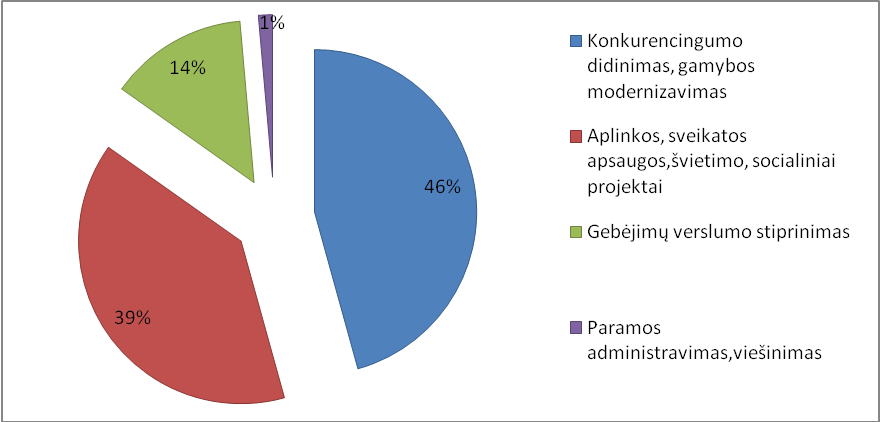 1%
14%
46%
39%
Konkurencingumo
didinimas, gamybos
modernizavimas
Aplinkos, sveikatos
apsaugos,švietimo, socialiniai
projektai
Gebėjimų verslumo stiprinimas
Paramos
administravimas,viešinimas